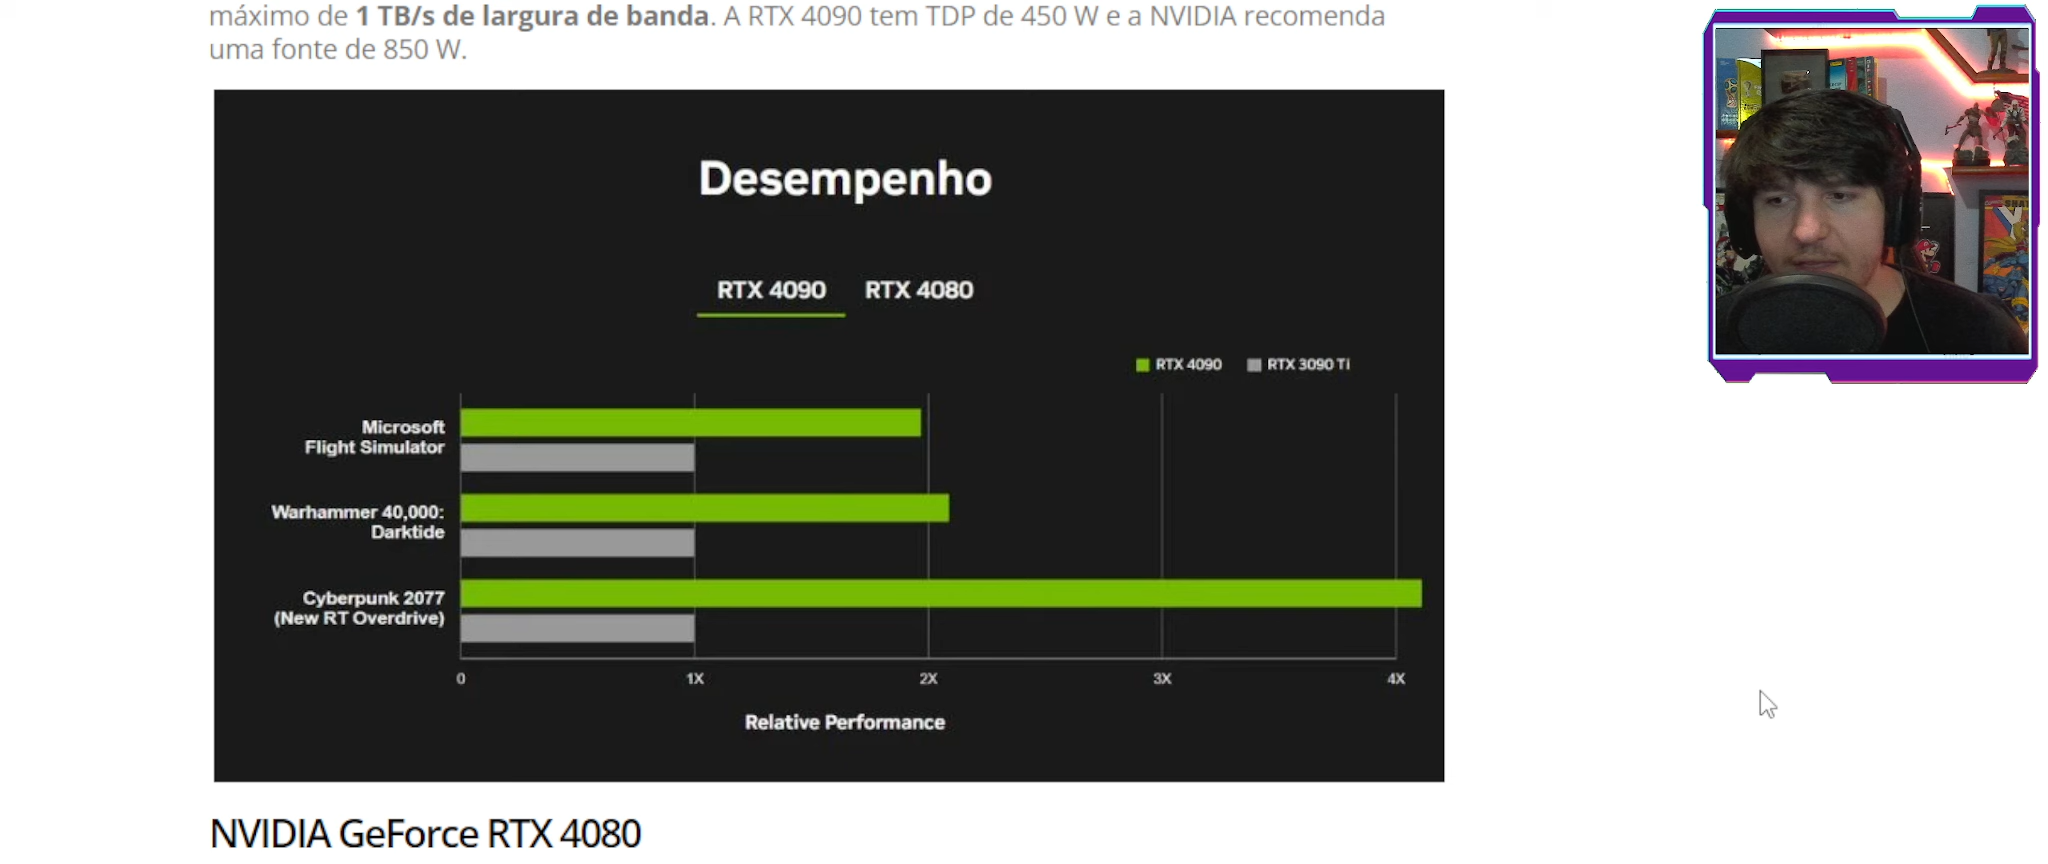 máximo de 1 TB/s de largura de banda. A RTX 4090 tem TDP de 450 W e a NVIDIA recomenda
uma fonte de 850 W.
Desempenho
RTX 4090 RTX 4080
RTX 4090 RTX 3090 Ti
Microsoft
Flight Simulator
Warhammer 40,000:
Darktide
Cyberpunk 2077
(New RT Overdrive)
0 1X 2X 3X 4X
Relative Performance
NVIDIA GeForce RTX 4080